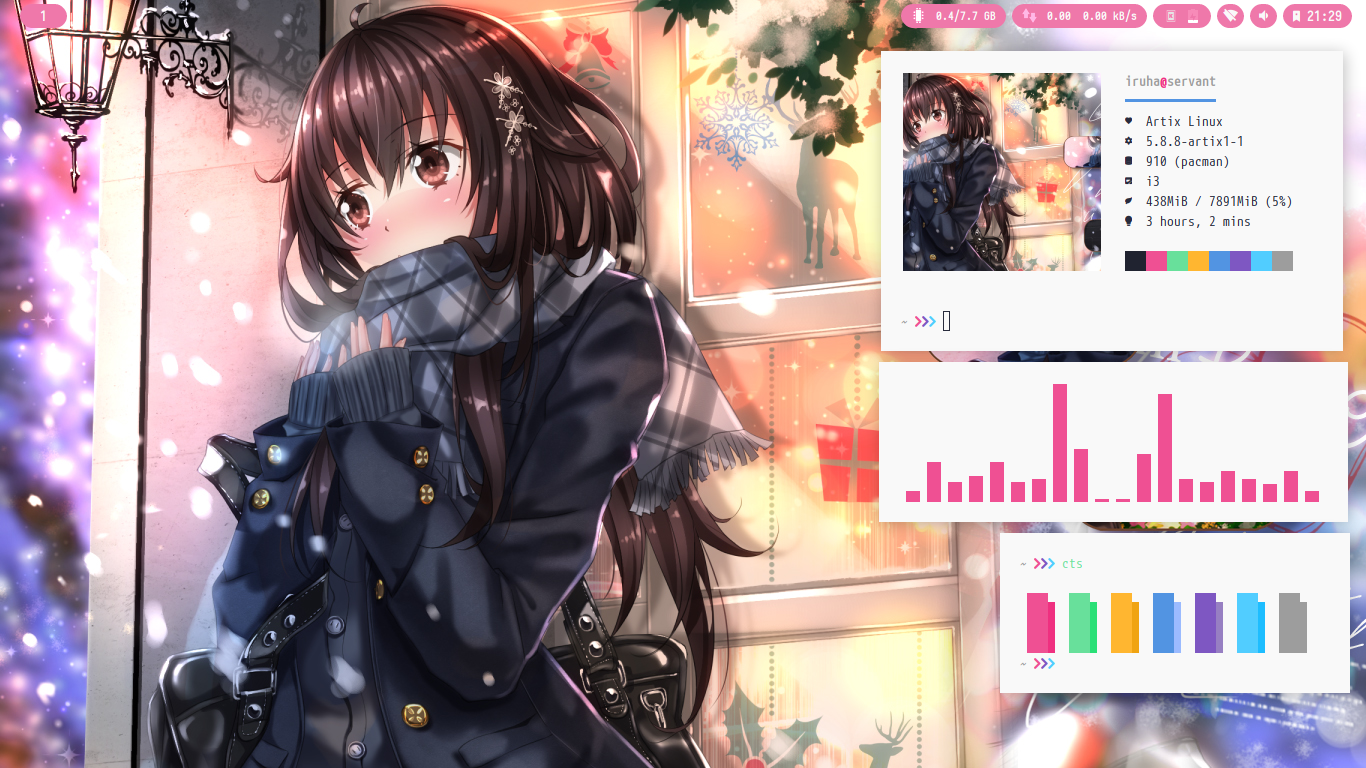 1
0.4/7.7 GB
0.00 0.00 kB/s
21:29
iruha@servant
Artix Linux
5.8.8-artix1-1
910 (pacman)
i3
438MiB / 7891MiB (5%)
3 hours, 2 mins
~ ❯❯❯
~ ❯❯❯ cts
~ ❯❯❯